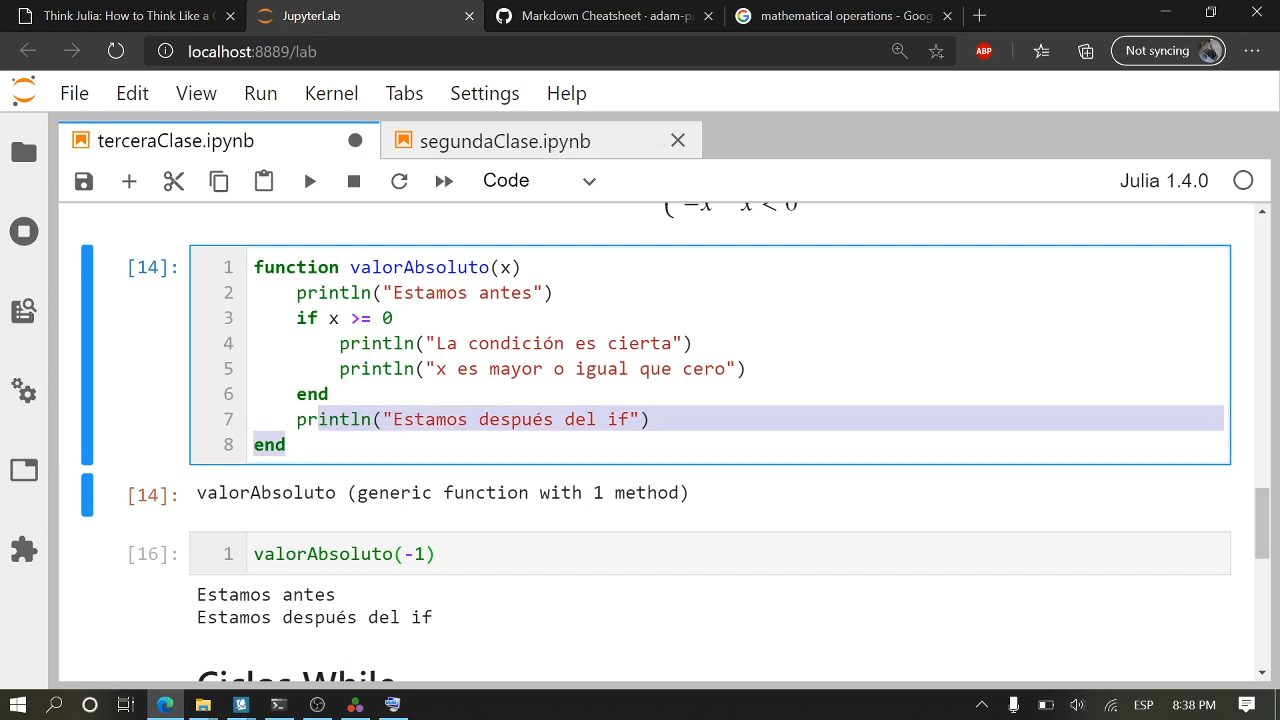 Think Julia: How to Think Like a C
JupyterLab
Markdown Cheatsheet · adam-p/
mathematical operations - Goog
localhost:8889/lab
ABP
Not syncing
File Edit View Run Kernel Tabs Settings Help
terceraClase.ipynb
segundaClase.ipynb
Code
Julia 1.4.0
{ −x x < 0
[14]:
1 function valorAbsoluto(x)
2 println("Estamos antes")
3 if x >= 0
4 println("La condición es cierta")
5 println("x es mayor o igual que cero")
6 end
7 println("Estamos después del if")
8 end
[14]: valorAbsoluto (generic function with 1 method)
[16]: 1 valorAbsoluto(-1)
Estamos antes
Estamos después del if
Ciclos While
ESP 8:38 PM